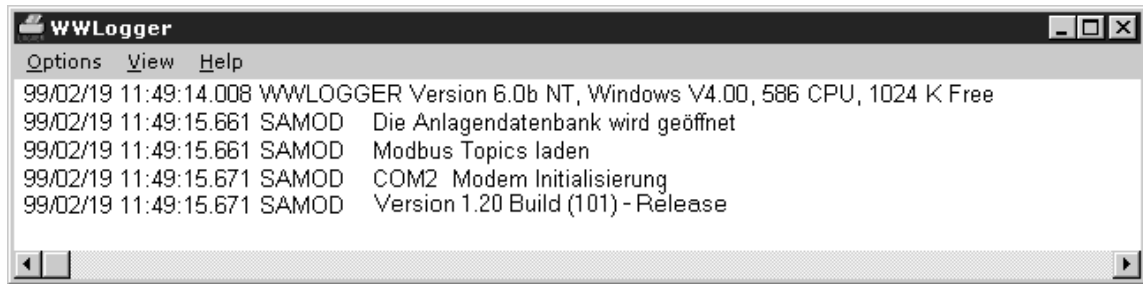 WWLogger
Options View Help
99/02/19 11:49:14.008 WWLOGGER Version 6.0b NT, Windows V4.00, 586 CPU, 1024 K Free
99/02/19 11:49:15.661 SAMOD Die Anlagendatenbank wird geöffnet
99/02/19 11:49:15.661 SAMOD Modbus Topics laden
99/02/19 11:49:15.671 SAMOD COM2 Modem Initialisierung
99/02/19 11:49:15.671 SAMOD Version 1.20 Build (101) - Release